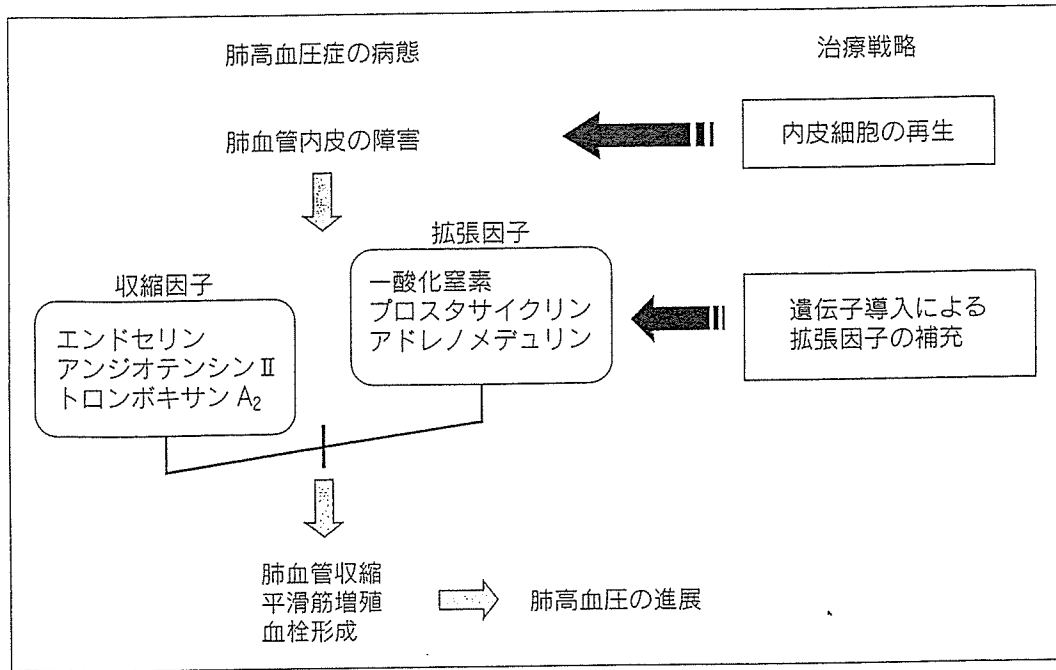 肺高血圧症の病態
治療戦略
肺血管内皮の障害
内皮細胞の再生
拡張因子
一酸化窒素
プロスタサイクリン
アドレノメデュリン
収縮因子
エンドセリン
アンジオテンシンⅡ
トロンボキサン A₂
遺伝子導入による
拡張因子の補充
肺血管収縮
平滑筋増殖
血栓形成
肺高血圧の進展